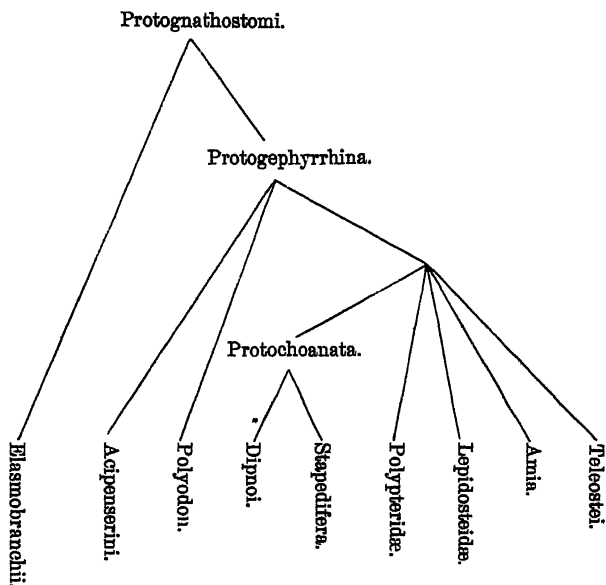 Protognathostomi.
Protogephyrrhina.
Protochoanata.
Elasmobranchii.
Acipenserini.
Polyodon.
Dipnoi.
Stapedifera.
Polypteridæ.
Lepidosteidæ.
Amia.
Teleostei.